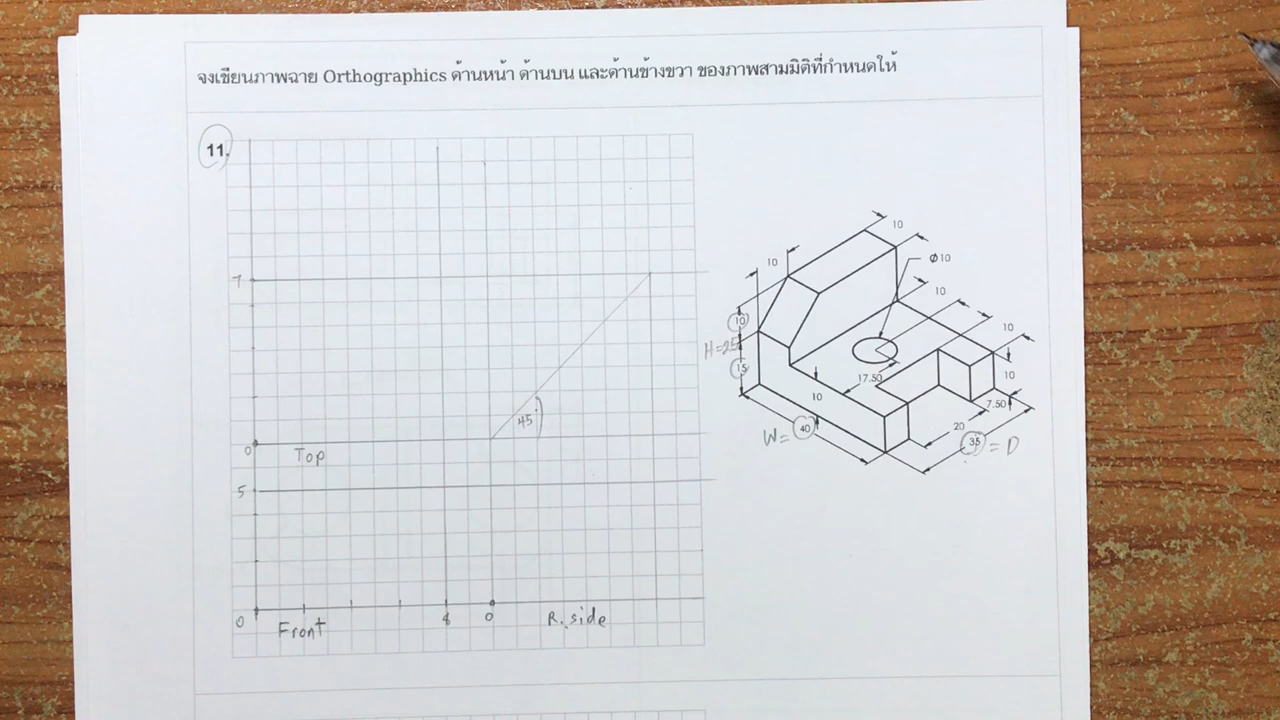 จงเขียนภาพฉาย Orthographics ด้านหน้า ด้านบน และด้านข้างขวา ของภาพสามมิติที่กำหนดให้
11.
10
10
Ø10
10
10
H=25
10
15
17.50
10
10
7.50
W = 40
20
35 = D
7
45
0
Top
5
0
Front
0
R.side